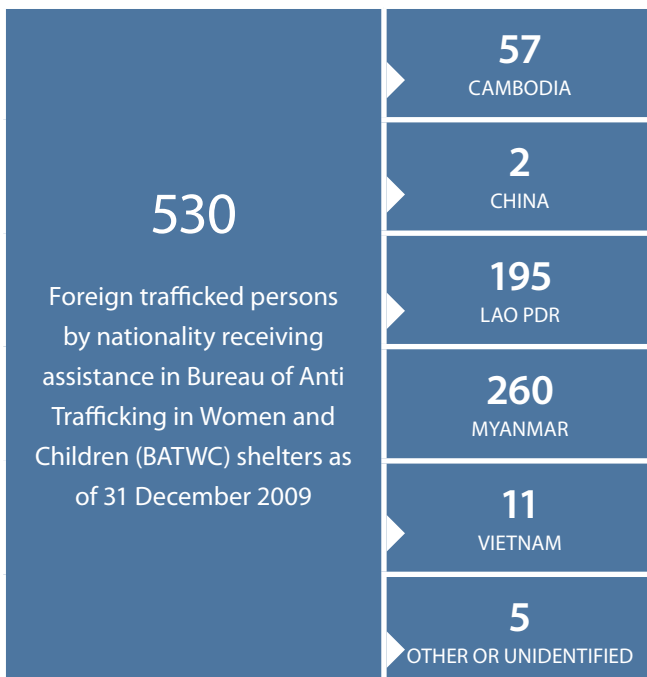 530
Foreign trafficked persons
by nationality receiving
assistance in Bureau of Anti
Trafficking in Women and
Children (BATWC) shelters as
of 31 December 2009
57
CAMBODIA
2
CHINA
195
LAO PDR
260
MYANMAR
11
VIETNAM
5
OTHER OR UNIDENTIFIED